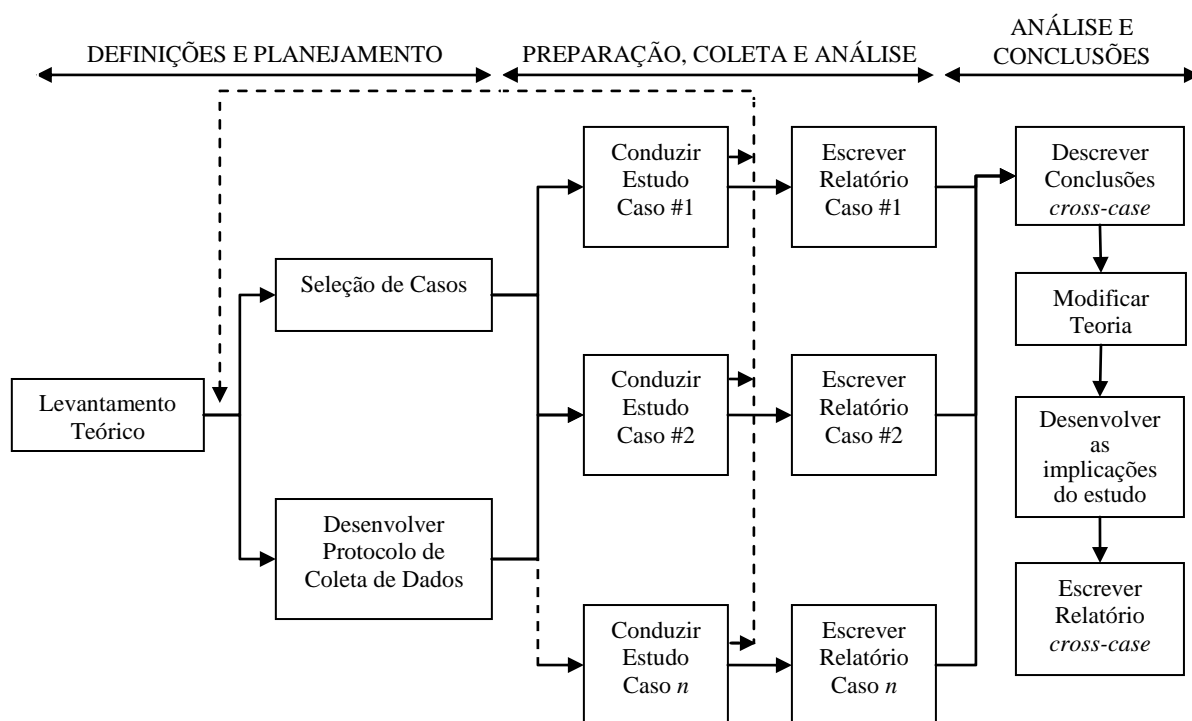 DEFINIÇÕES E PLANEJAMENTO
PREPARAÇÃO, COLETA E ANÁLISE
ANÁLISE E
CONCLUSÕES
Levantamento
Teórico
Seleção de Casos
Desenvolver
Protocolo de
Coleta de Dados
Conduzir
Estudo
Caso #1
Escrever
Relatório
Caso #1
Conduzir
Estudo
Caso #2
Escrever
Relatório
Caso #2
Conduzir
Estudo
Caso n
Escrever
Relatório
Caso n
Descrever
Conclusões
cross-case
Modificar
Teoria
Desenvolver
as
implicações
do estudo
Escrever
Relatório
cross-case